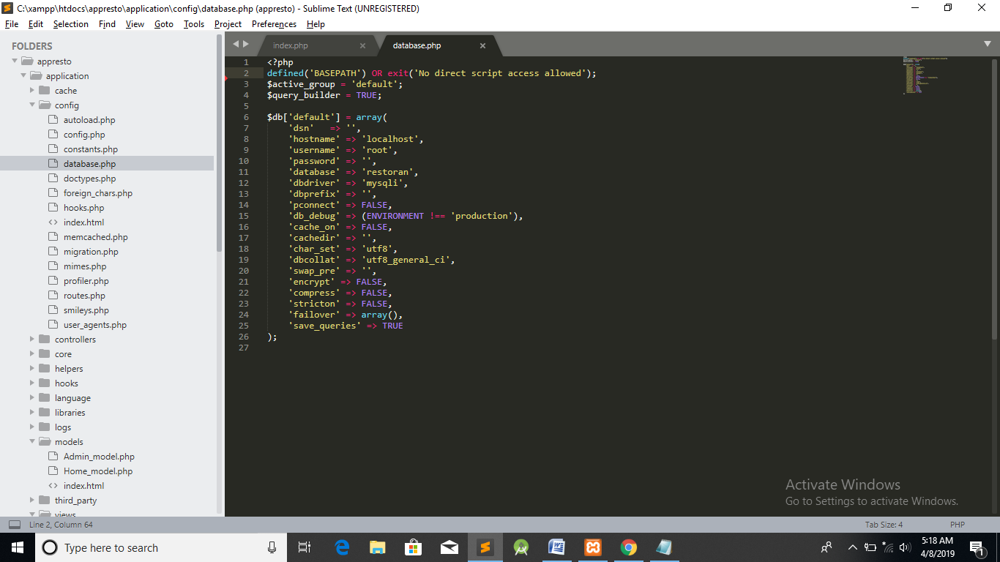 C:\xampp\htdocs\appresto\application\config\database.php (appresto) - Sublime Text (UNREGISTERED)
File Edit Selection Find View Goto Tools Project Preferences Help
FOLDERS
appresto
application
cache
config
autoload.php
config.php
constants.php
database.php
doctypes.php
foreign_chars.php
hooks.php
<> index.html
memcached.php
migration.php
mimes.php
profiler.php
routes.php
smileys.php
user_agents.php
controllers
core
helpers
hooks
language
libraries
logs
models
Admin_model.php
Home_model.php
<> index.html
third_party
views
index.php × database.php ×
1 <?php
2 defined('BASEPATH') OR exit('No direct script access allowed');
3 $active_group = 'default';
4 $query_builder = TRUE;
5
6 $db['default'] = array(
7 'dsn' => '',
8 'hostname' => 'localhost',
9 'username' => 'root',
10 'password' => '',
11 'database' => 'restoran',
12 'dbdriver' => 'mysqli',
13 'dbprefix' => '',
14 'pconnect' => FALSE,
15 'db_debug' => (ENVIRONMENT !== 'production'),
16 'cache_on' => FALSE,
17 'cachedir' => '',
18 'char_set' => 'utf8',
19 'dbcollat' => 'utf8_general_ci',
20 'swap_pre' => '',
21 'encrypt' => FALSE,
22 'compress' => FALSE,
23 'stricton' => FALSE,
24 'failover' => array(),
25 'save_queries' => TRUE
26 );
27
Activate Windows
Go to Settings to activate Windows.
Line 2, Column 64 Tab Size: 4 PHP
Type here to search
5:18 AM
4/8/2019
1